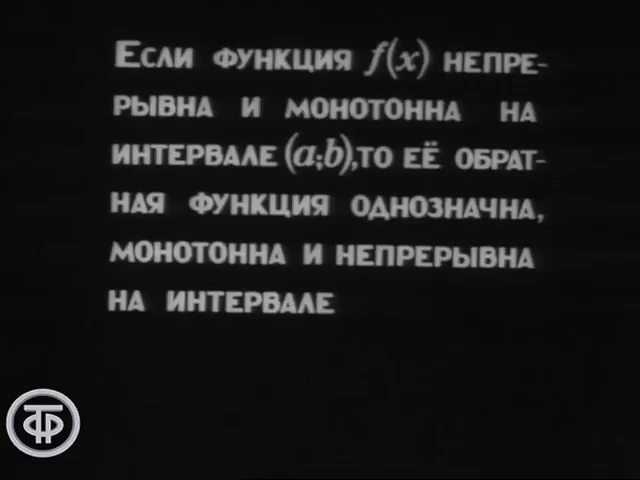 Если функция f(x) непре-
рывна и монотонна на
интервале (a;b),то её обрат-
ная функция однозначна,
монотонна и непрерывна
на интервале